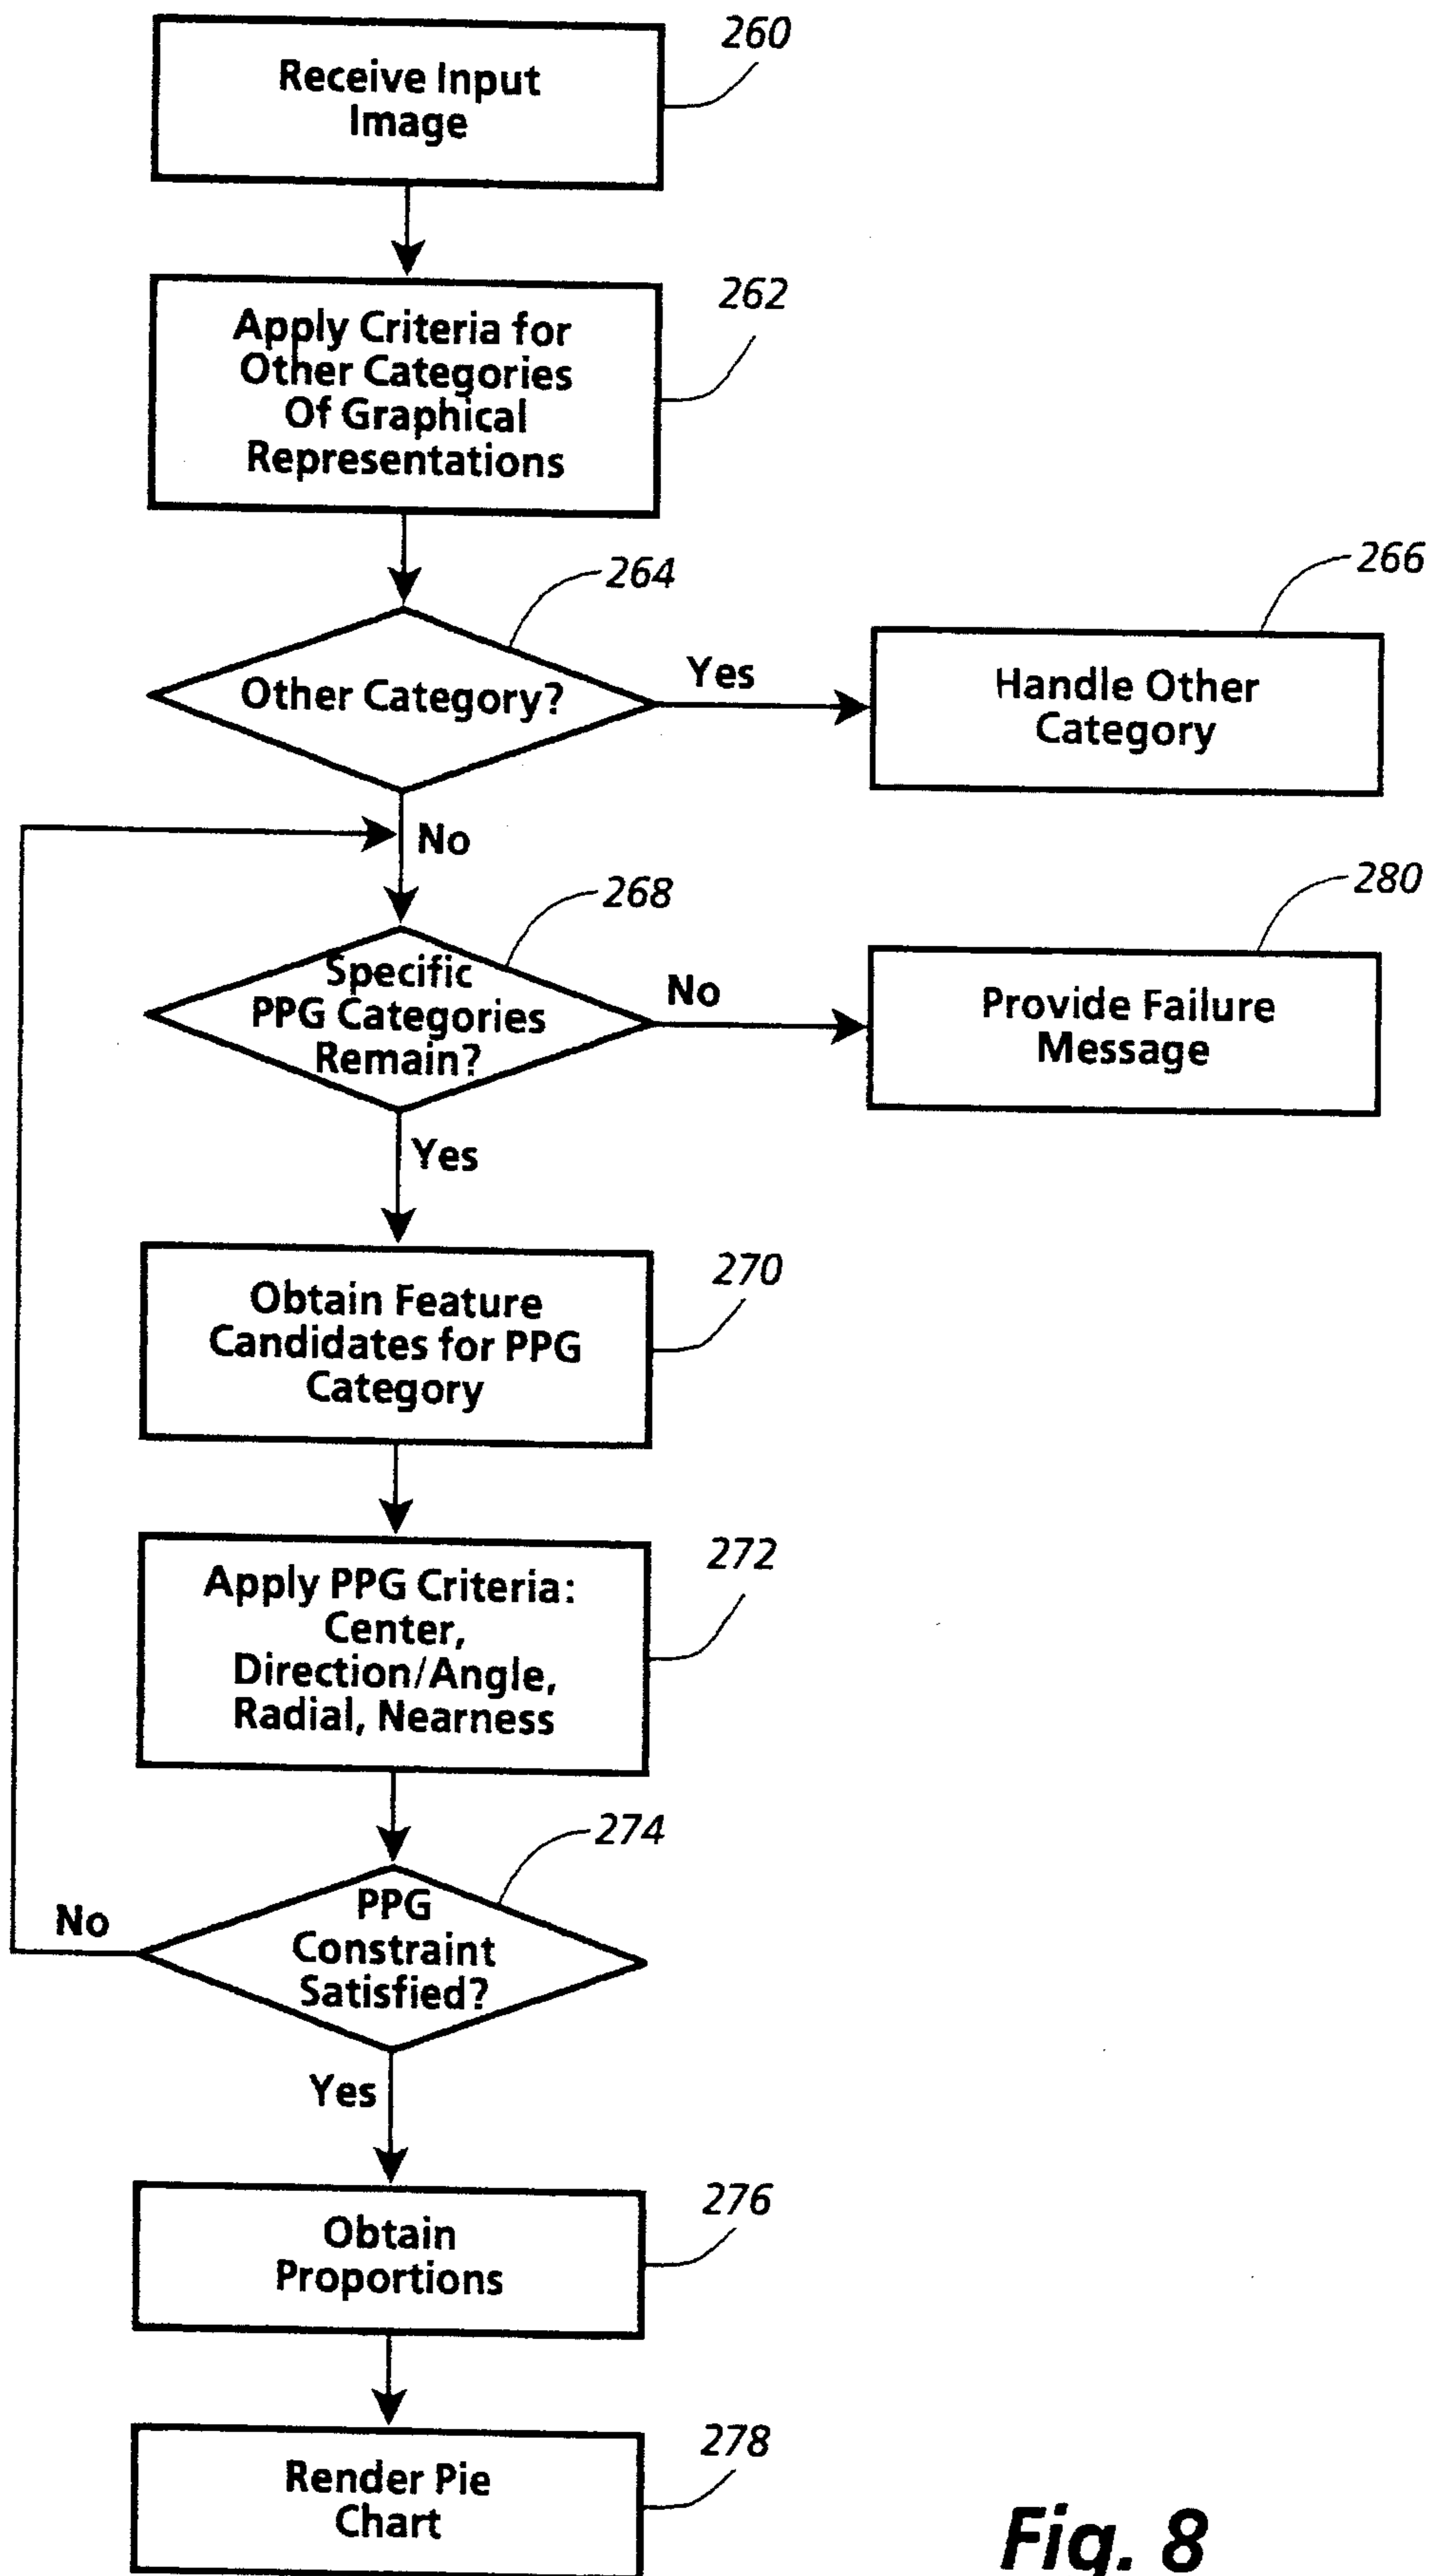 260
Receive Input
Image
262
Apply Criteria for
Other Categories
Of Graphical
Representations
264
266
Other Category?
Yes
Handle Other
Category
No
268
280
Specific
PPG Categories
Remain?
No
Provide Failure
Message
Yes
270
Obtain Feature
Candidates for PPG
Category
272
Apply PPG Criteria:
Center,
Direction/Angle,
Radial, Nearness
274
No
PPG
Constraint
Satisfied?
Yes
276
Obtain
Proportions
278
Render Pie
Chart
Fig. 8